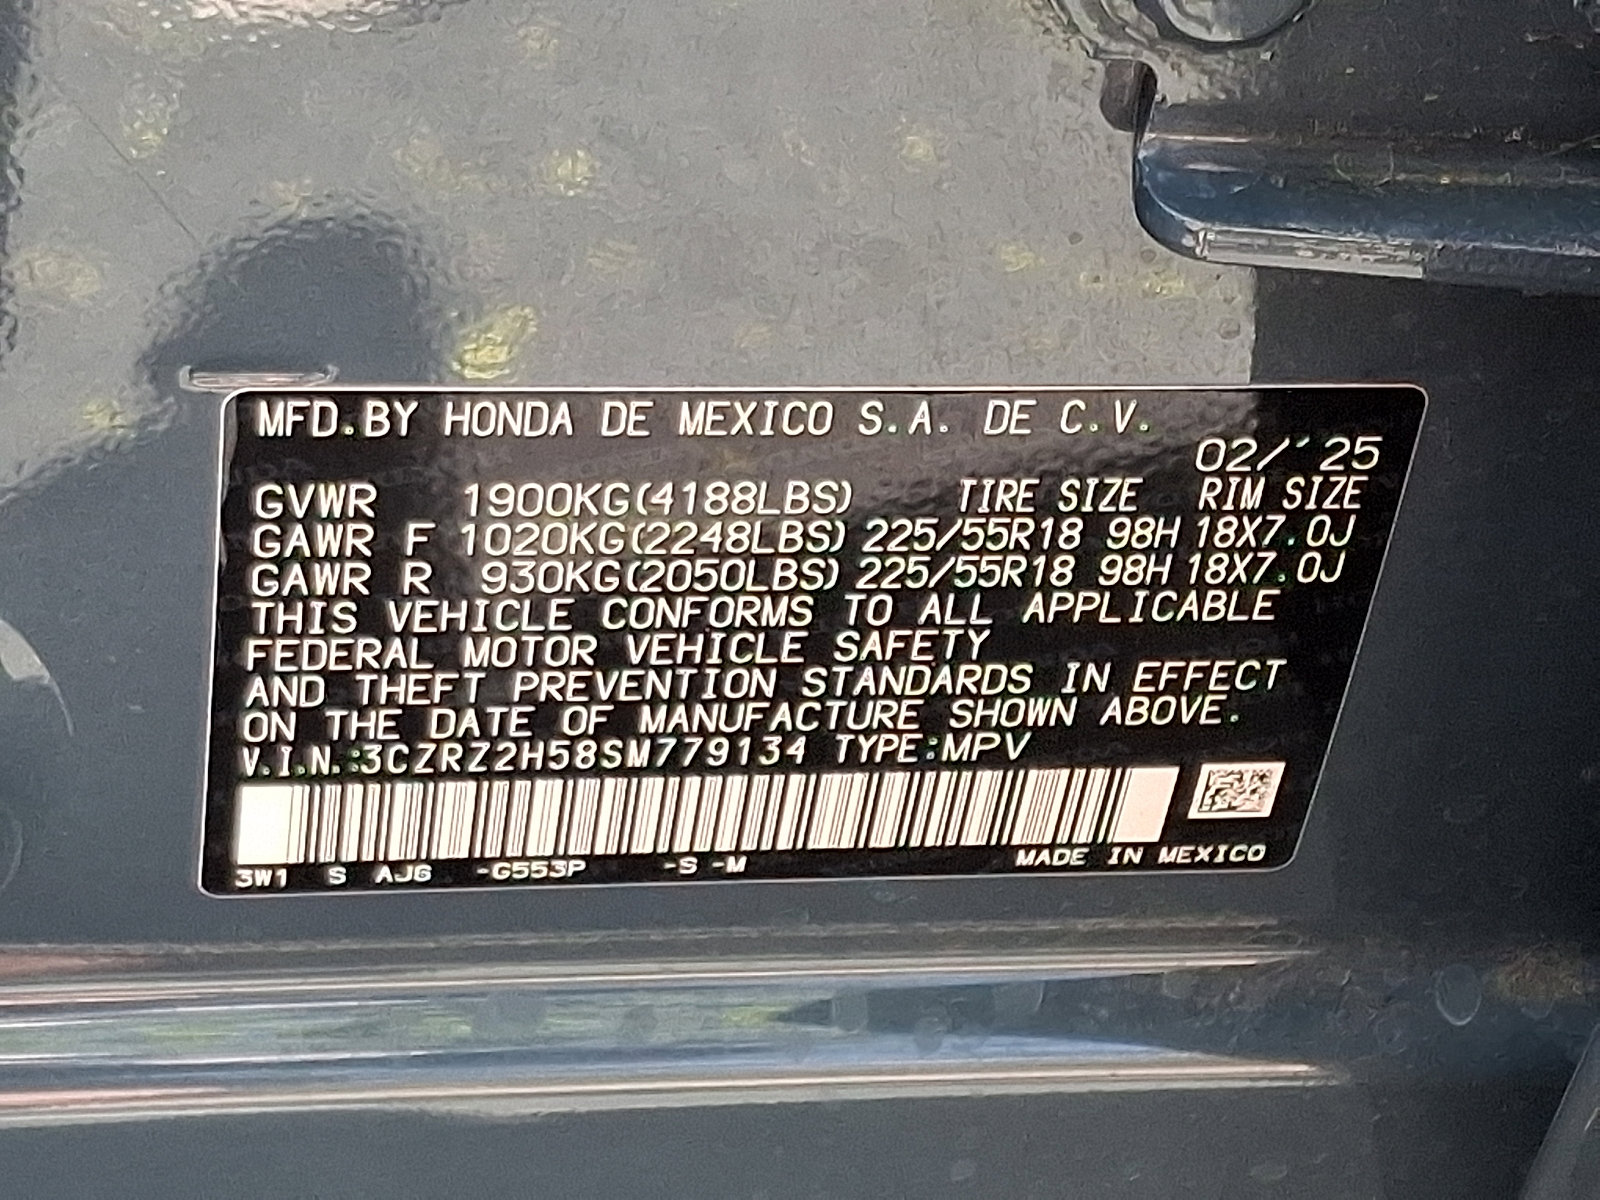 MFD.BY HONDA DE MEXICO S.A. DE C.V.
02/'25
GVWR 1900KG(4188LBS) TIRE SIZE RIM SIZE
GAWR F 1020KG(2248LBS) 225/55R18 98H 18X7.0J
GAWR R 930KG(2050LBS) 225/55R18 98H 18X7.0J
THIS VEHICLE CONFORMS TO ALL APPLICABLE
FEDERAL MOTOR VEHICLE SAFETY
AND THEFT PREVENTION STANDARDS IN EFFECT
ON THE DATE OF MANUFACTURE SHOWN ABOVE.
V.I.N.:3CZRZ2H58SM779134 TYPE:MPV
3W1 S AJG -G553P -S -M MADE IN MEXICO